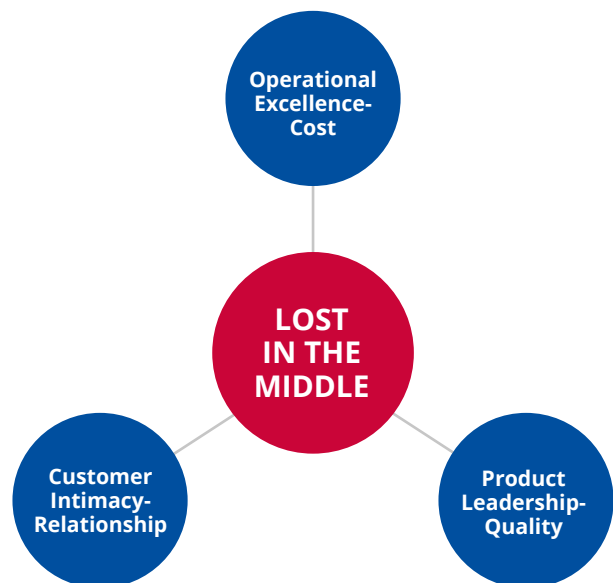 Operational
Excellence-
Cost
LOST
IN THE
MIDDLE
Customer
Intimacy-
Relationship
Product
Leadership-
Quality